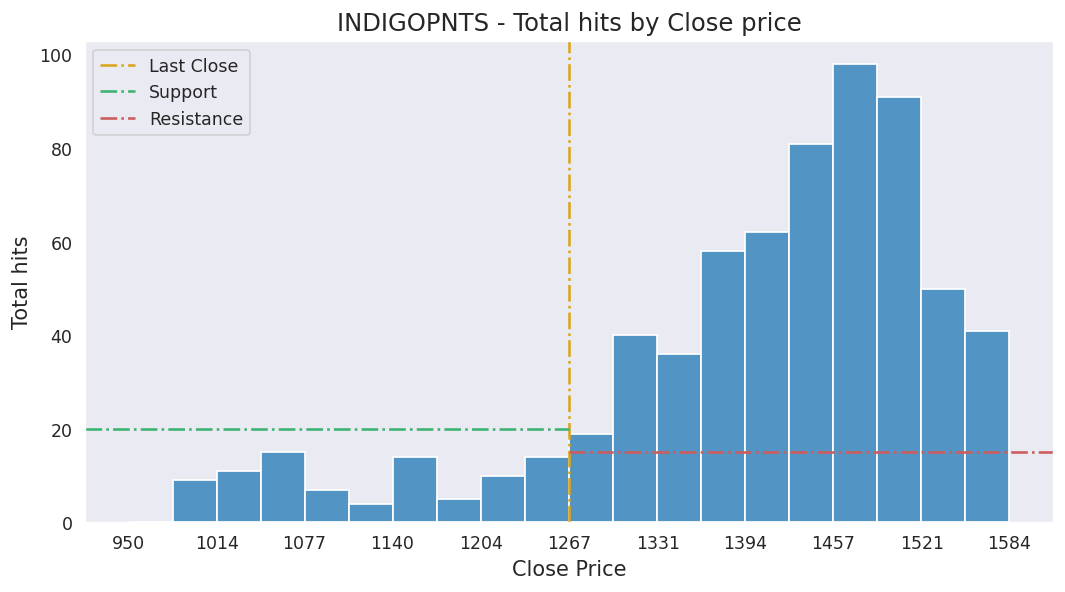 INDIGOPNTS - Total hits by Close price
Last Close
Support
Resistance
Total hits
100
80
60
40
20
0
950 1014 1077 1140 1204 1267 1331 1394 1457 1521 1584
Close Price